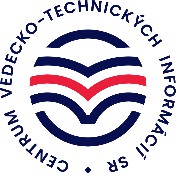 CENTRUM VEDECKO-TECHNICKÝCH INFORMÁCIÍ SR